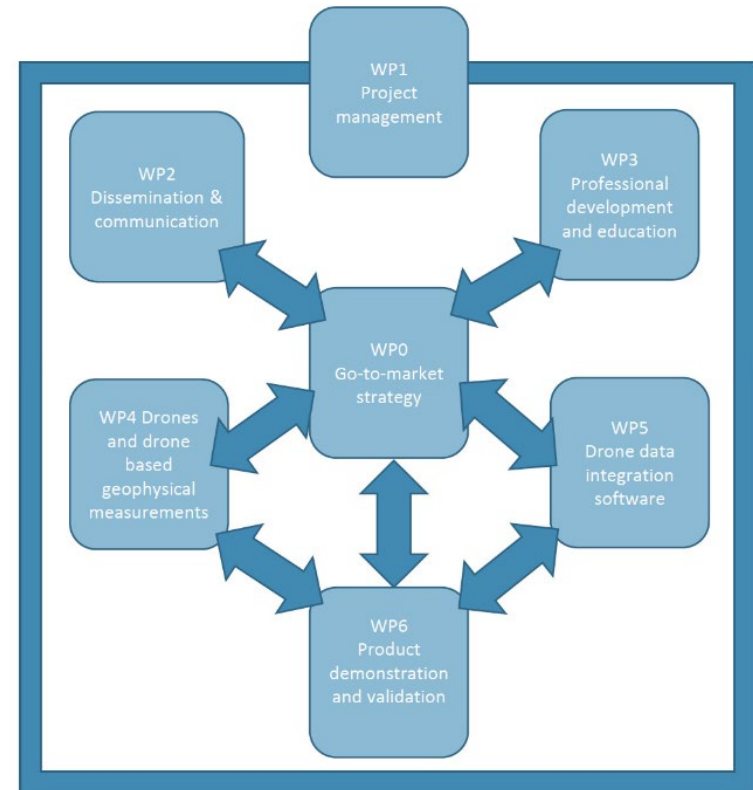 WP1
Project
management
WP2
Dissemination &
communication
WP3
Professional
development
and education
WP0
Go-to-market
strategy
WP4 Drones
and drone
based
geophysical
measurements
WP5
Drone data
integration
software
WP6
Product
demonstration
and validation